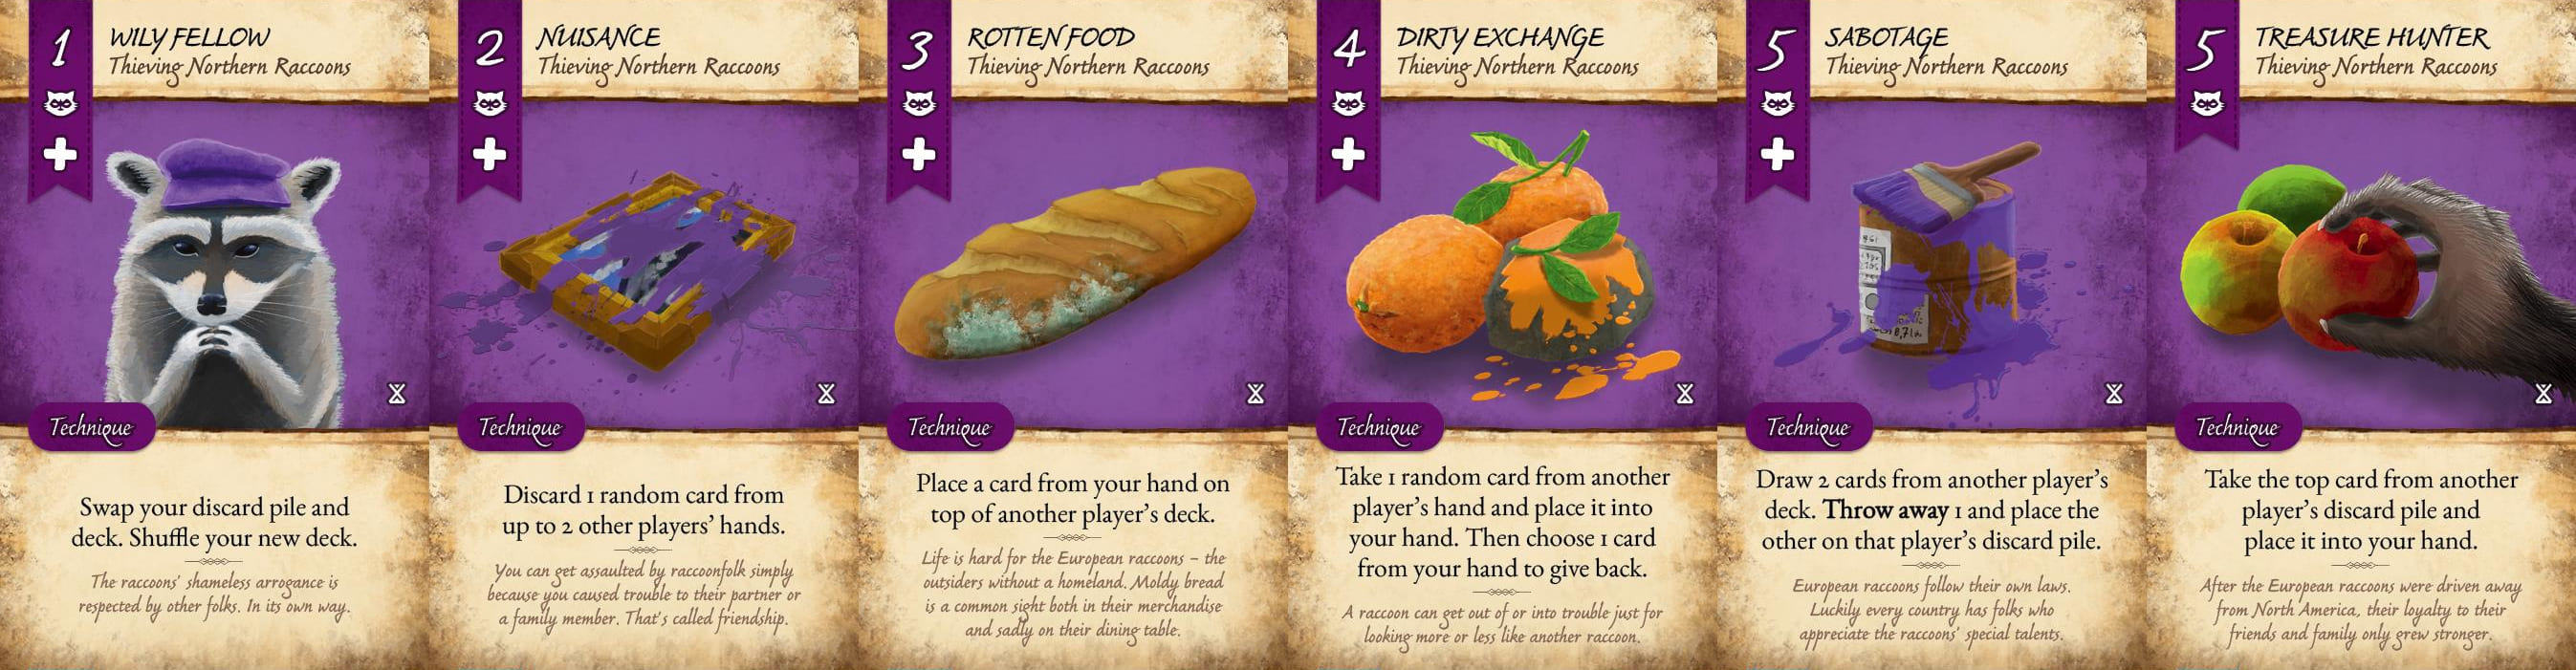 1
WILY FELLOW
Thieving Northern Raccoons
Technique
Swap your discard pile and
deck. Shuffle your new deck.
The raccoons' shameless arrogance is
respected by other folks. In its own way.
2
NUISANCE
Thieving Northern Raccoons
Technique
Discard 1 random card from
up to 2 other players' hands.
You can get assaulted by raccoonfolk simply
because you caused trouble to their partner or
a family member. That's called friendship.
3
ROTTEN FOOD
Thieving Northern Raccoons
Technique
Place a card from your hand on
top of another player's deck.
Life is hard for the European raccoons – the
outsiders without a homeland. Moldy bread
is a common sight both in their merchandise
and sadly on their dining table.
4
DIRTY EXCHANGE
Thieving Northern Raccoons
Technique
Take 1 random card from another
player's hand and place it into
your hand. Then choose 1 card
from your hand to give back.
A raccoon can get out of or into trouble just for
looking more or less like another raccoon.
5
SABOTAGE
Thieving Northern Raccoons
Technique
Draw 2 cards from another player's
deck. Throw away 1 and place the
other on that player's discard pile.
European raccoons follow their own laws.
Luckily every country has folks who
appreciate the raccoons' special talents.
5
TREASURE HUNTER
Thieving Northern Raccoons
Technique
Take the top card from another
player's discard pile and
place it into your hand.
After the European raccoons were driven away
from North America, their loyalty to their
friends and family only grew stronger.